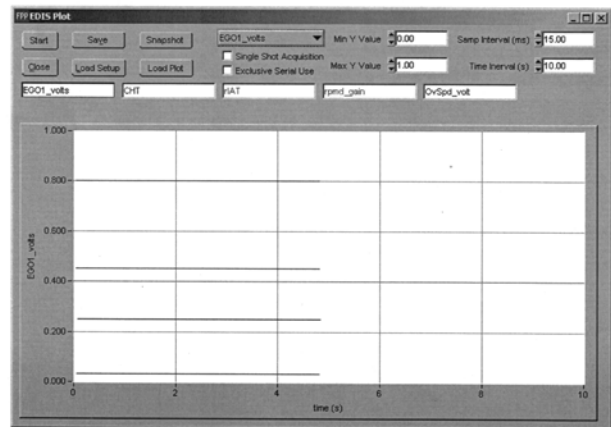 FPP EDIS Plot
Start Save Snapshot EGO1_volts Min Y Value 0.00 Samp Interval (ms) 15.00
Single Shot Acquisition
Close Load Setup Load Plot Exclusive Serial Use Max Y Value 1.00 Time Inerval (s) 10.00
EGO1_volts CHT rIAT rpmd_gain OvSpd_volt
1.000
0.800
0.600
0.400
0.200
0.000
EGO1_volts
0 2 4 6 8 10
time (s)